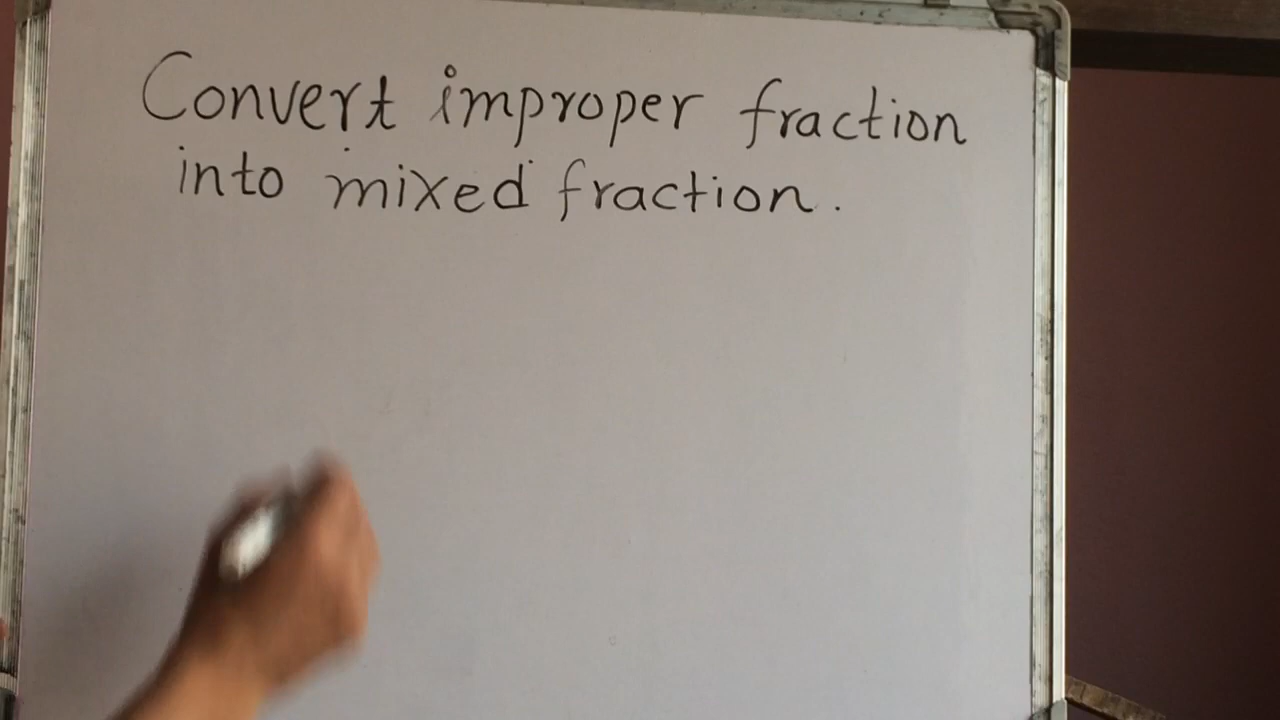 Convert improper fraction
into mixed fraction.